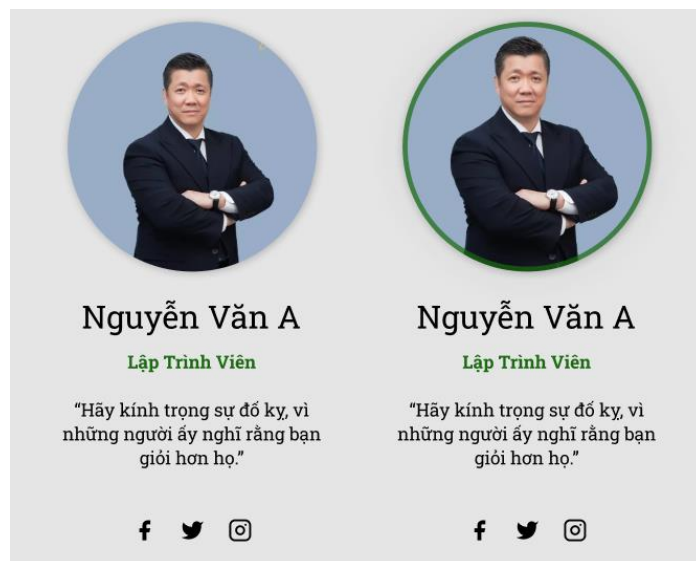 Nguyễn Văn A
Lập Trình Viên
“Hãy kính trọng sự đố kỵ, vì
những người ấy nghĩ rằng bạn
giỏi hơn họ.”
Nguyễn Văn A
Lập Trình Viên
“Hãy kính trọng sự đố kỵ, vì
những người ấy nghĩ rằng bạn
giỏi hơn họ.”